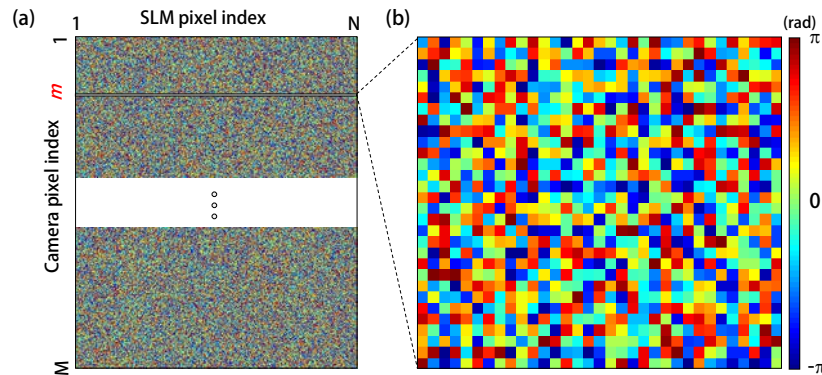 (a)
SLM pixel index
1
N
Camera pixel index
1
m
M
(b)
(rad)
π
0
-π